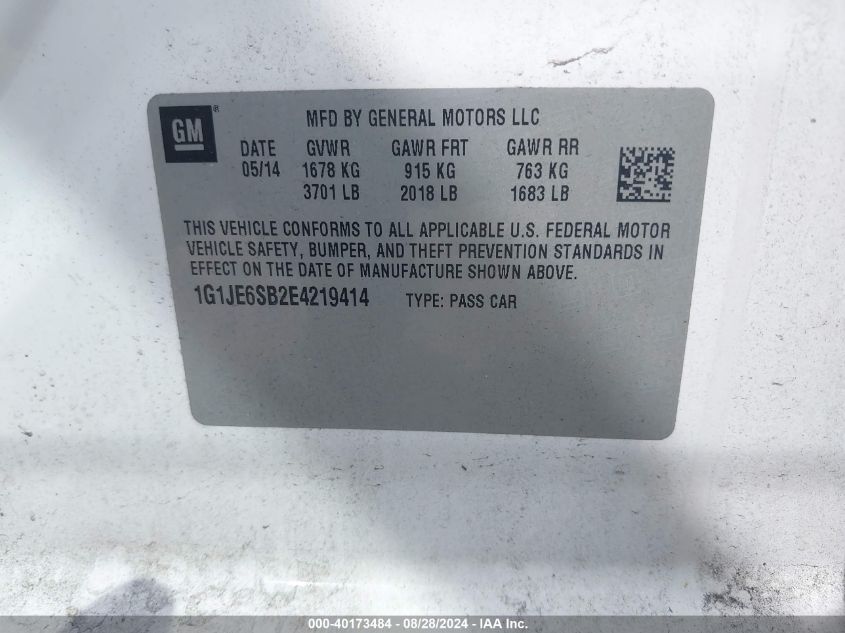 GM®
MFD BY GENERAL MOTORS LLC
DATE GVWR GAWR FRT GAWR RR
05/14 1678 KG 915 KG 763 KG
3701 LB 2018 LB 1683 LB
THIS VEHICLE CONFORMS TO ALL APPLICABLE U.S. FEDERAL MOTOR
VEHICLE SAFETY, BUMPER, AND THEFT PREVENTION STANDARDS IN
EFFECT ON THE DATE OF MANUFACTURE SHOWN ABOVE.
1G1JE6SB2E4219414 TYPE: PASS CAR
000-40173484 - 08/28/2024 - IAA Inc.